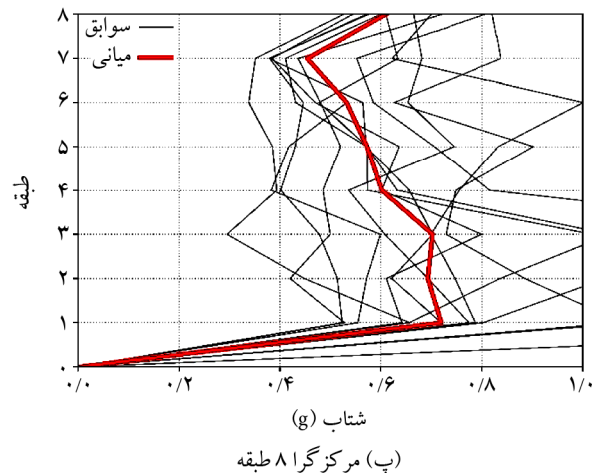 سوابق
میانی
۸
۷
۶
۵
۴
۳
۲
۱
۰
طبقه
۰/۰ ۰/۲ ۰/۴ ۰/۶ ۰/۸ ۱/۰
شتاب (g)
(پ) مرکزگرا ۸ طبقه